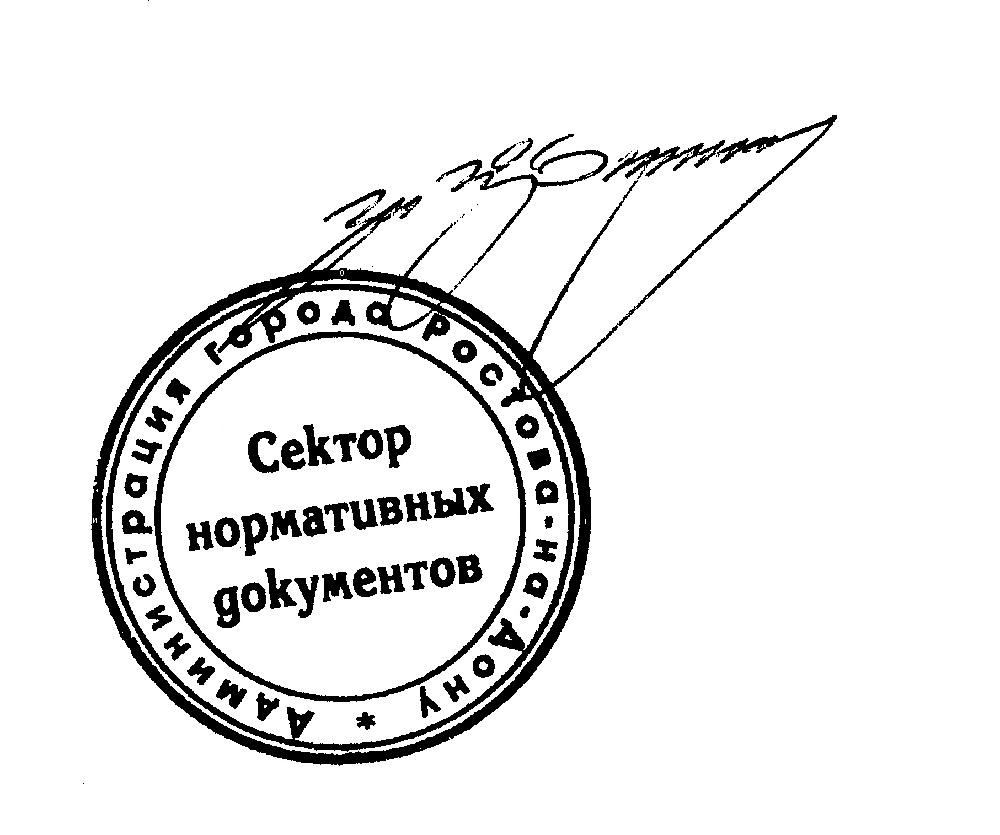 Администрация города Ростова-на-Дону *
Сектор
нормативных
документов